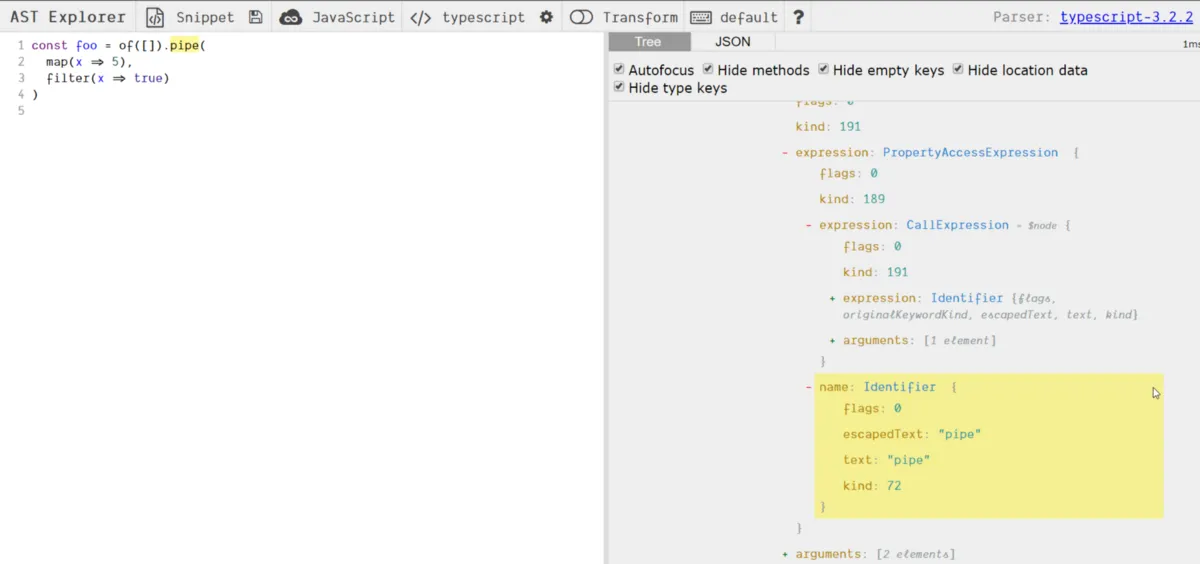 AST Explorer Snippet JavaScript </> typescript Transform default ? Parser: typescript-3.2.2
1 const foo = of([]).pipe(
2 map(x ⇒ 5),
3 filter(x ⇒ true)
4 )
5
Tree JSON 1ms
Autofocus Hide methods Hide empty keys Hide location data
Hide type keys
flags: 0
kind: 191
- expression: PropertyAccessExpression {
flags: 0
kind: 189
- expression: CallExpression = $node {
flags: 0
kind: 191
+ expression: Identifier {flags,
originalKeywordKind, escapedText, text, kind}
+ arguments: [1 element]
}
- name: Identifier {
flags: 0
escapedText: "pipe"
text: "pipe"
kind: 72
}
}
+ arguments: [2 elements]